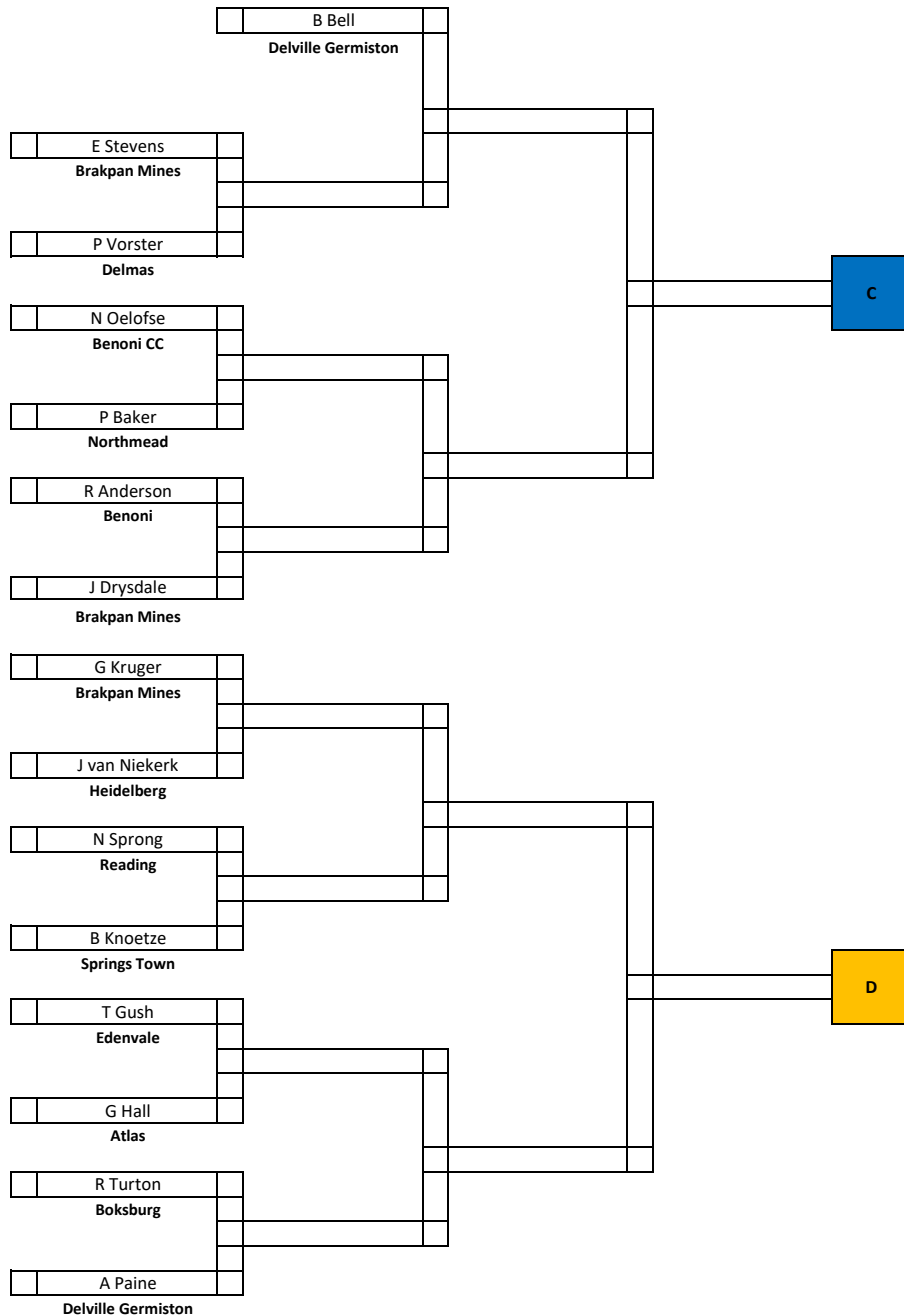 B Bell
Delville Germiston
E Stevens
Brakpan Mines
P Vorster
Delmas
C
N Oelofse
Benoni CC
P Baker
Northmead
R Anderson
Benoni
J Drysdale
Brakpan Mines
G Kruger
Brakpan Mines
J van Niekerk
Heidelberg
N Sprong
Reading
B Knoetze
Springs Town
D
T Gush
Edenvale
G Hall
Atlas
R Turton
Boksburg
A Paine
Delville Germiston